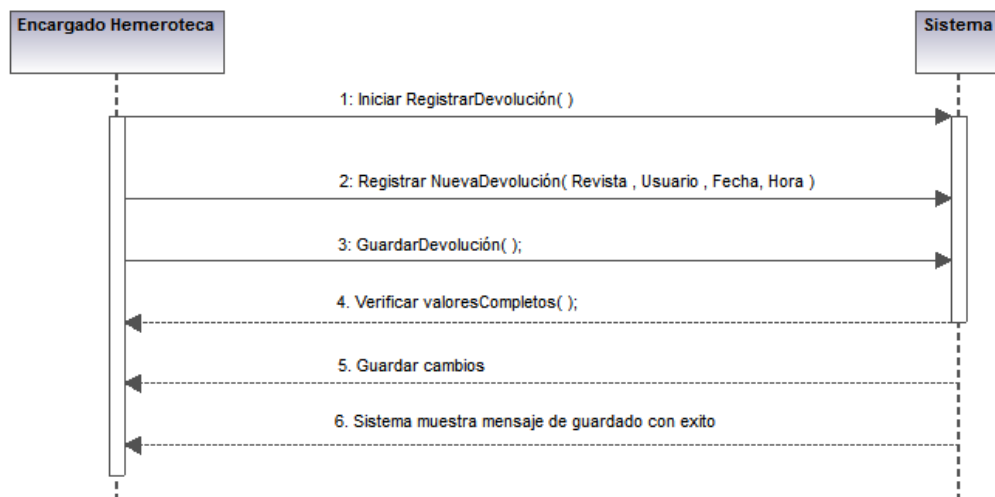 Encargado Hemeroteca
Sistema
1: Iniciar RegistrarDevolución( )
2: Registrar NuevaDevolución( Revista , Usuario , Fecha, Hora )
3: GuardarDevolución( );
4. Verificar valoresCompletos( );
5. Guardar cambios
6. Sistema muestra mensaje de guardado con exito